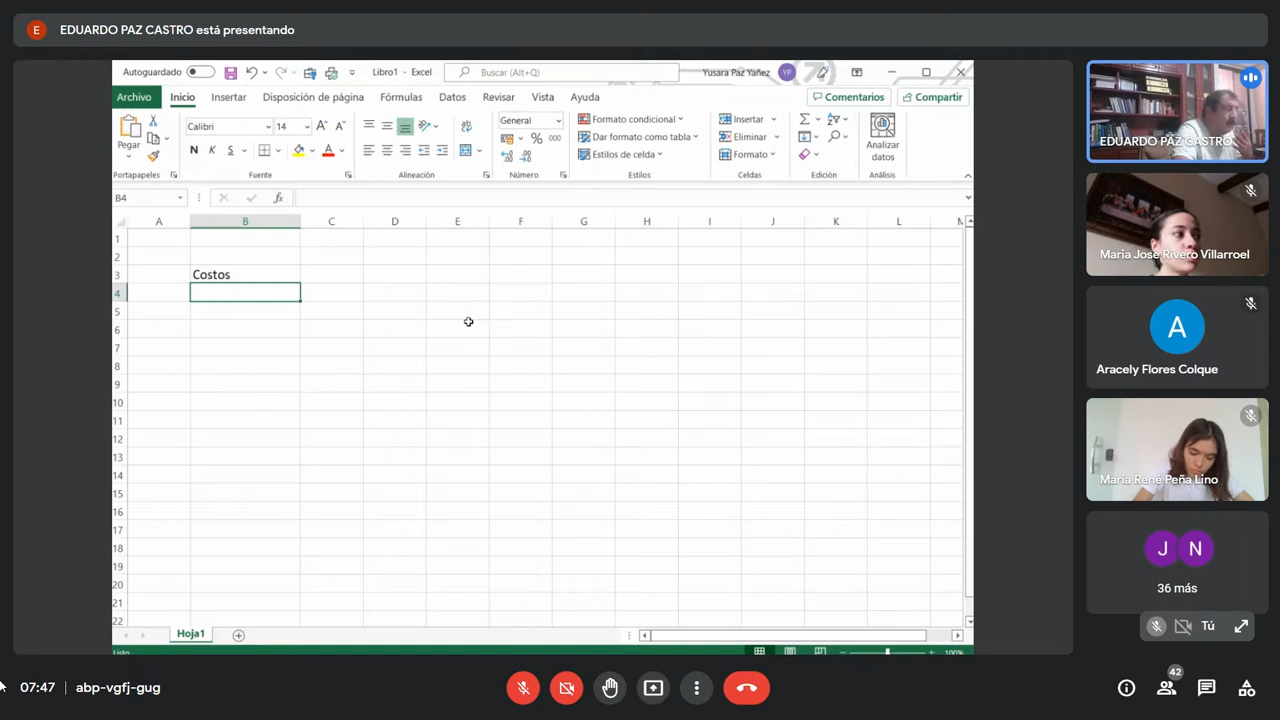 E EDUARDO PAZ CASTRO está presentando
Autoguardado Libro1 - Excel Buscar (Alt+Q) Yusara Paz Yañez YP
Archivo Inicio Insertar Disposición de página Fórmulas Datos Revisar Vista Ayuda Comentarios Compartir
Pegar
Calibri 14 A A
N K S A
General
% 000
Formato condicional
Dar formato como tabla
Estilos de celda
Insertar
Eliminar
Formato
Analizar
datos
Portapapeles Fuente Alineación Número Estilos Celdas Edición Análisis
B4 fx
A B C D E F G H I J K L M
1
2
3 Costos
4
5
6
7
8
9
10
11
12
13
14
15
16
17
18
19
20
21
22
Hoja1
Listo 100%
EDUARDO PAZ CASTRO
Maria José Rivero Villarroel
A
Aracely Flores Colque
María René Peña Lino
J N
36 más
Tú
07:47 | abp-vgfj-gug
42